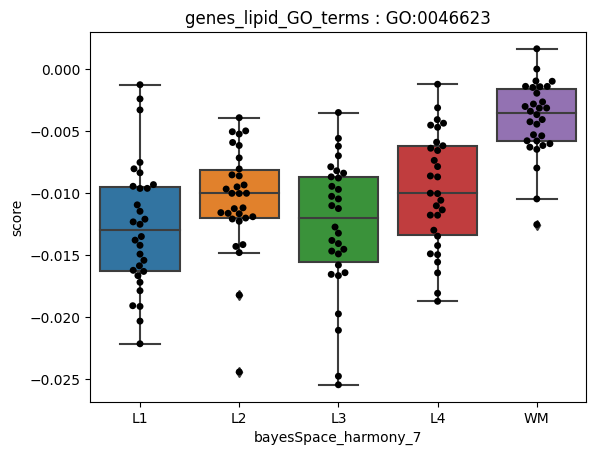 genes_lipid_GO_terms : GO:0046623
0.000
−0.005
−0.010
−0.015
−0.020
−0.025
score
L1 L2 L3 L4 WM
bayesSpace_harmony_7